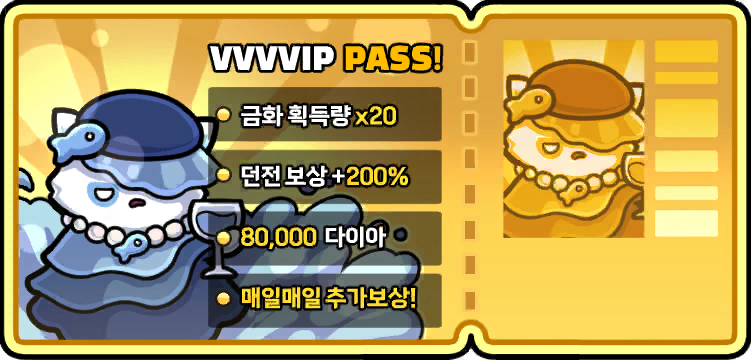 VVVVIP PASS!
금화 획득량 x20
던전 보상 +200%
80,000 다이아
매일매일 추가보상!